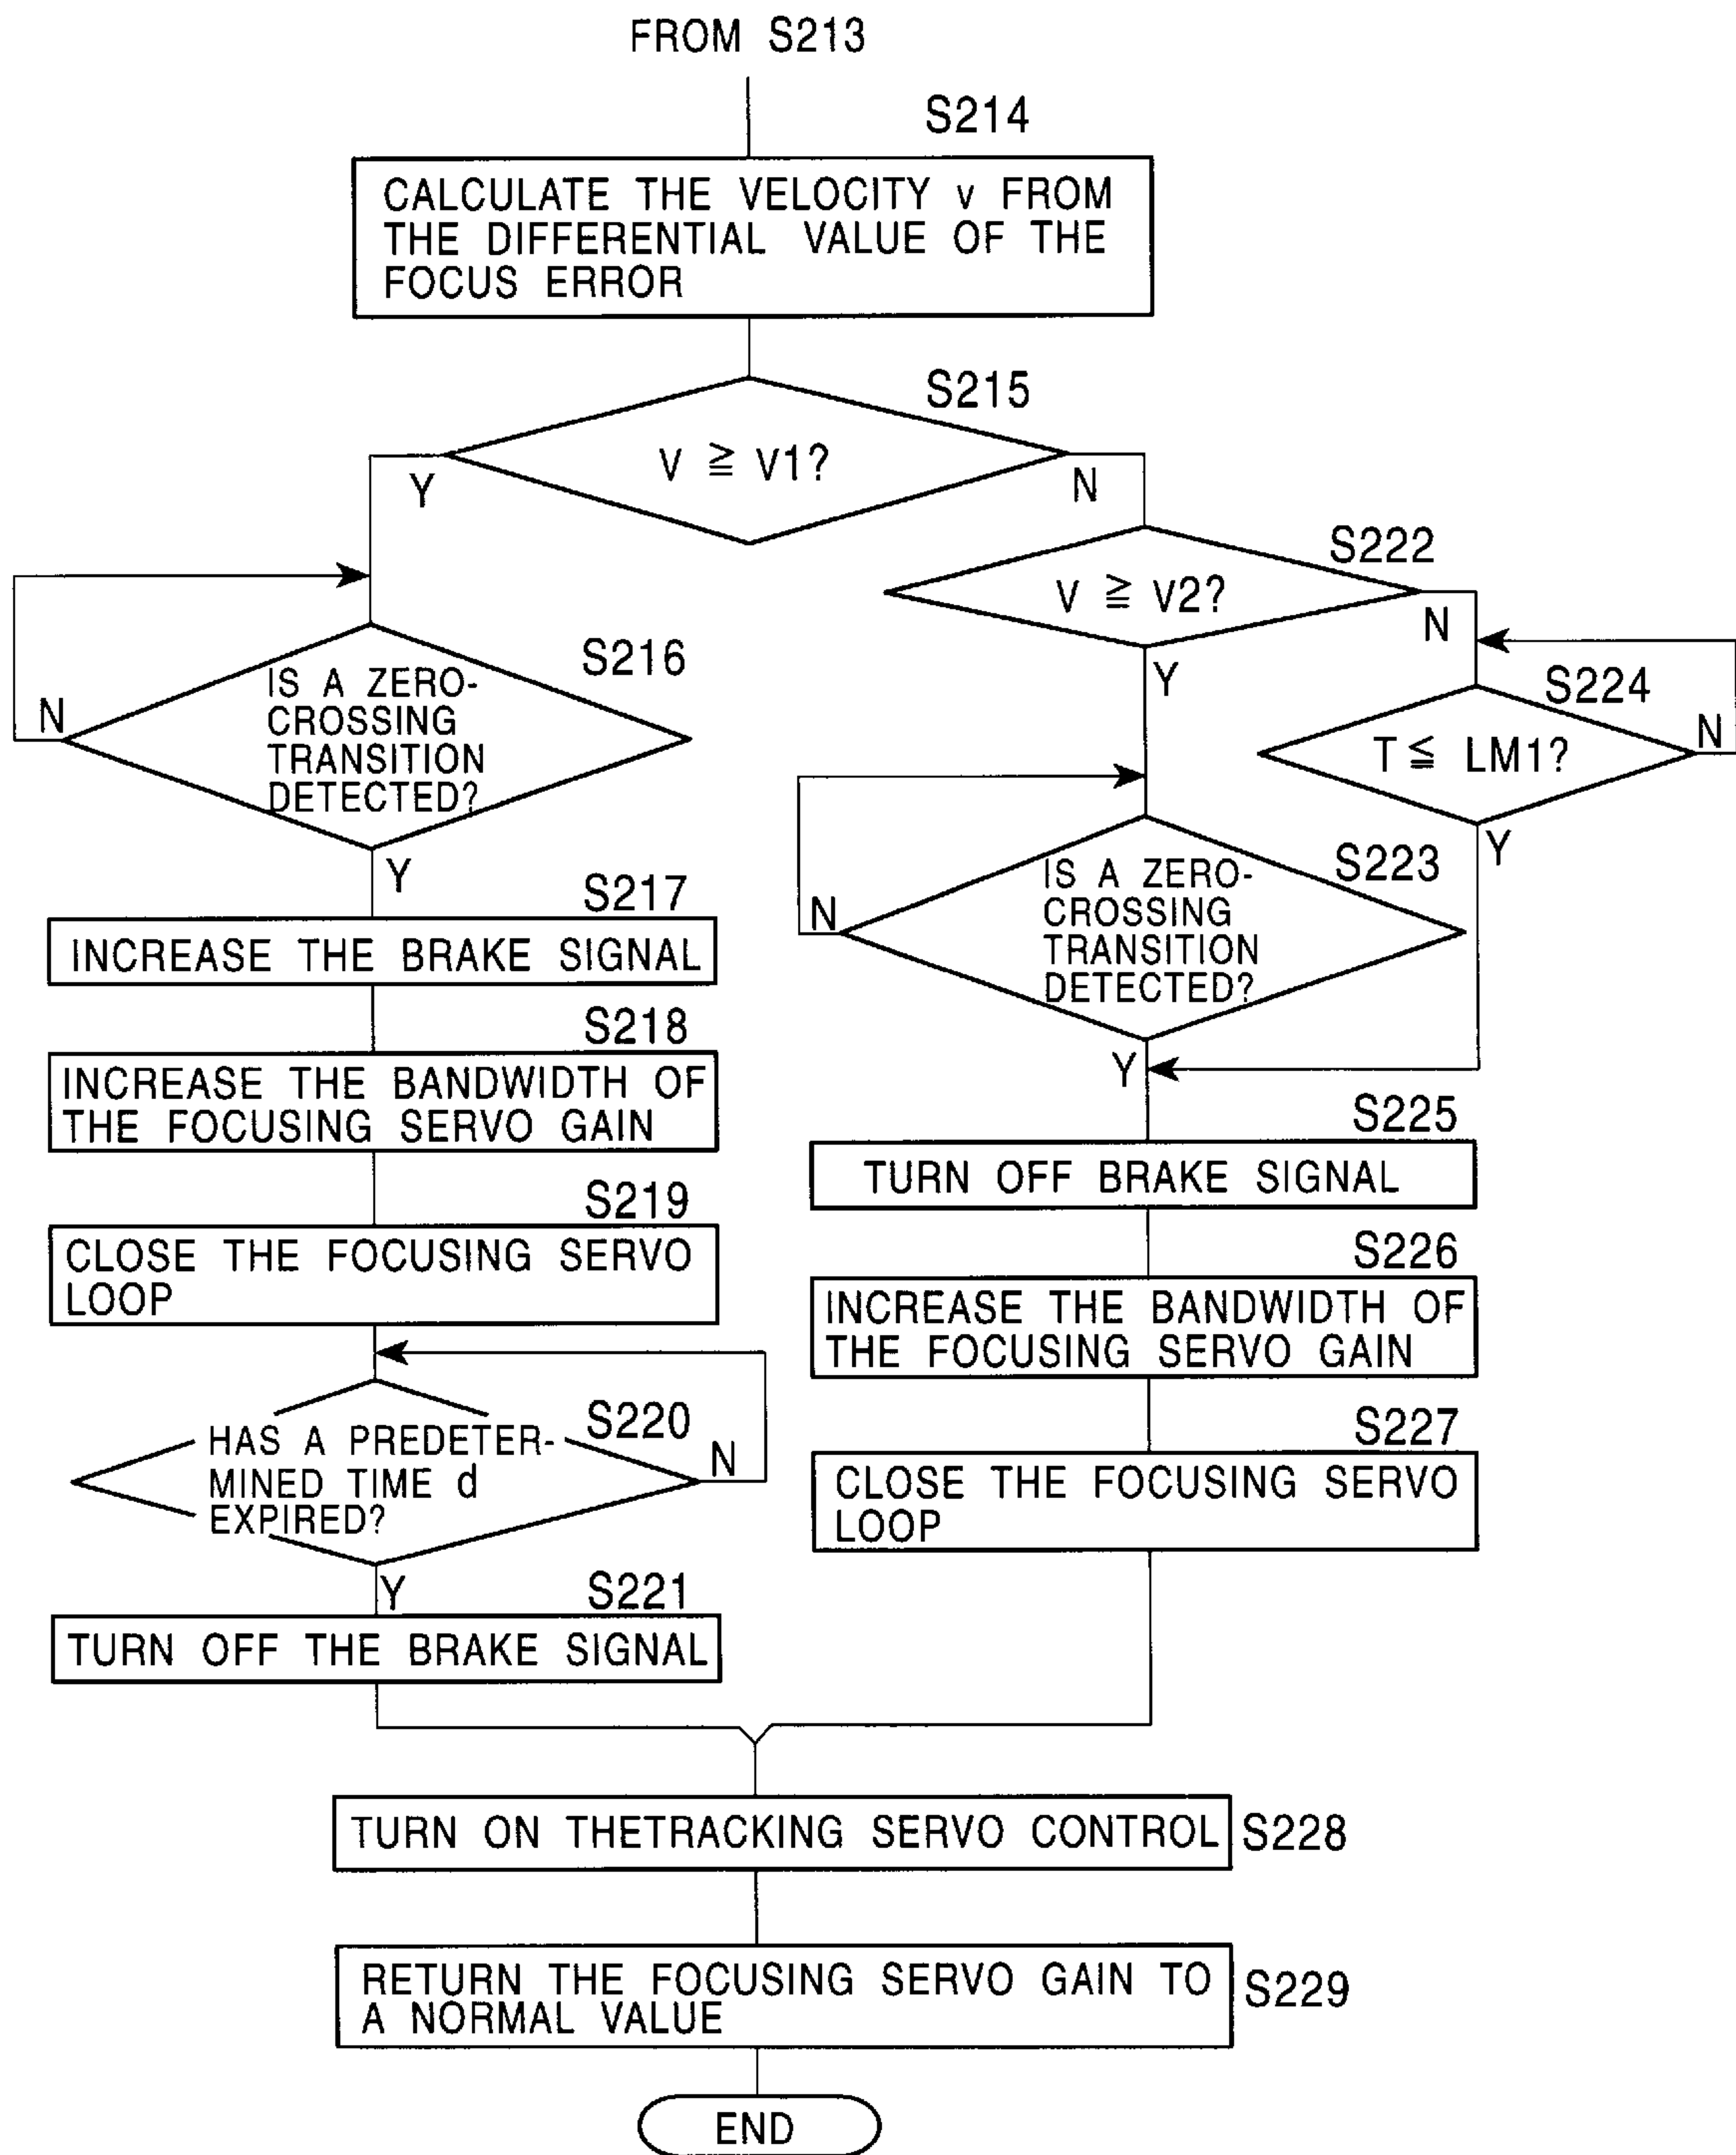 FROM S213
S214
CALCULATE THE VELOCITY v FROM
THE DIFFERENTIAL VALUE OF THE
FOCUS ERROR
S215
V ≧ V1?
Y
N
S222
V ≧ V2?
N
Y
S216
IS A ZERO-
CROSSING
TRANSITION
DETECTED?
N
Y
S224
T ≦ LM1?
N
Y
S223
IS A ZERO-
CROSSING
TRANSITION
DETECTED?
N
Y
S217
INCREASE THE BRAKE SIGNAL
S218
INCREASE THE BANDWIDTH OF
THE FOCUSING SERVO GAIN
S219
CLOSE THE FOCUSING SERVO
LOOP
S220
HAS A PREDETER-
MINED TIME d
EXPIRED?
N
Y
S221
TURN OFF THE BRAKE SIGNAL
S225
TURN OFF BRAKE SIGNAL
S226
INCREASE THE BANDWIDTH OF
THE FOCUSING SERVO GAIN
S227
CLOSE THE FOCUSING SERVO
LOOP
TURN ON THETRACKING SERVO CONTROL
S228
RETURN THE FOCUSING SERVO GAIN TO
A NORMAL VALUE
S229
END